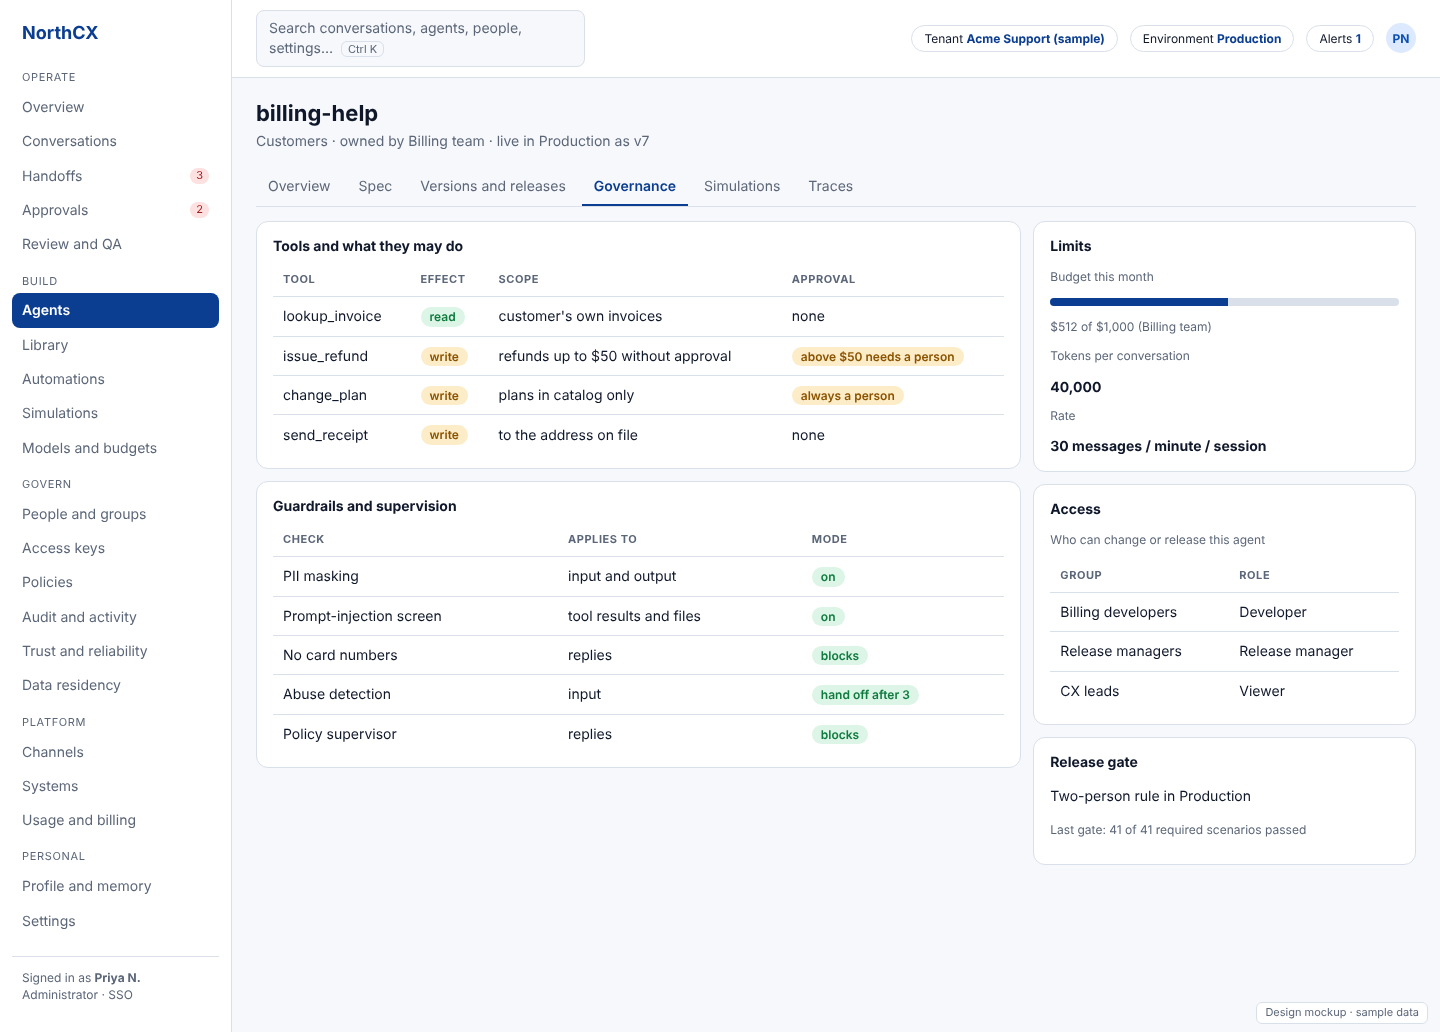 NorthCX
OPERATE
Overview
Conversations
Handoffs 3
Approvals 2
Review and QA
BUILD
Agents
Library
Automations
Simulations
Models and budgets
GOVERN
People and groups
Access keys
Policies
Audit and activity
Trust and reliability
Data residency
PLATFORM
Channels
Systems
Usage and billing
PERSONAL
Profile and memory
Settings
Signed in as Priya N.
Administrator · SSO
Search conversations, agents, people,
settings... Ctrl K
Tenant Acme Support (sample)
Environment Production
Alerts 1
PN
billing-help
Customers · owned by Billing team · live in Production as v7
Overview Spec Versions and releases Governance Simulations Traces
Tools and what they may do
TOOL EFFECT SCOPE APPROVAL
lookup_invoice read customer's own invoices none
issue_refund write refunds up to $50 without approval above $50 needs a person
change_plan write plans in catalog only always a person
send_receipt write to the address on file none
Guardrails and supervision
CHECK APPLIES TO MODE
PII masking input and output on
Prompt-injection screen tool results and files on
No card numbers replies blocks
Abuse detection input hand off after 3
Policy supervisor replies blocks
Limits
Budget this month
$512 of $1,000 (Billing team)
Tokens per conversation
40,000
Rate
30 messages / minute / session
Access
Who can change or release this agent
GROUP ROLE
Billing developers Developer
Release managers Release manager
CX leads Viewer
Release gate
Two-person rule in Production
Last gate: 41 of 41 required scenarios passed
Design mockup · sample data